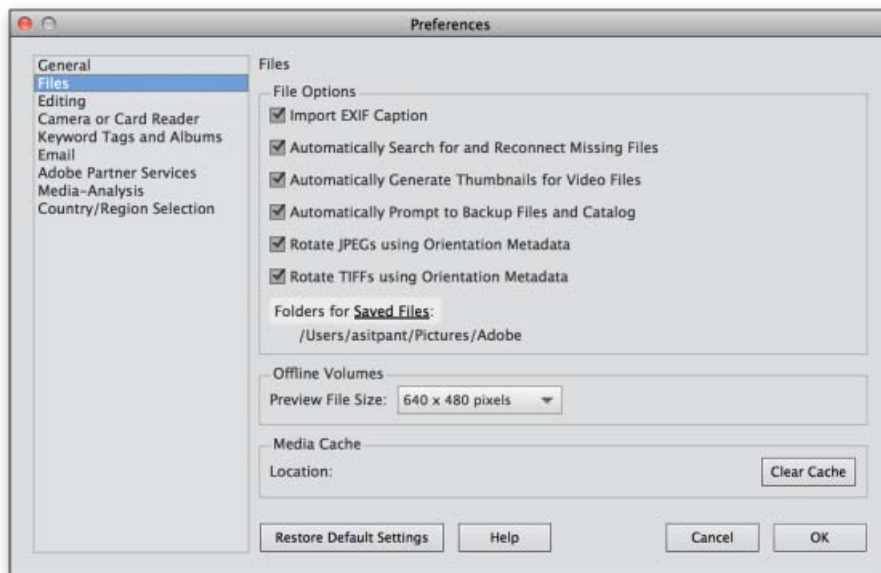 Preferences
General
Files
Editing
Camera or Card Reader
Keyword Tags and Albums
Email
Adobe Partner Services
Media-Analysis
Country/Region Selection
Files
File Options
Import EXIF Caption
Automatically Search for and Reconnect Missing Files
Automatically Generate Thumbnails for Video Files
Automatically Prompt to Backup Files and Catalog
Rotate JPEGs using Orientation Metadata
Rotate TIFFs using Orientation Metadata
Folders for Saved Files:
/Users/asitpant/Pictures/Adobe
Offline Volumes
Preview File Size: 640 x 480 pixels
Media Cache
Location: Clear Cache
Restore Default Settings Help Cancel OK